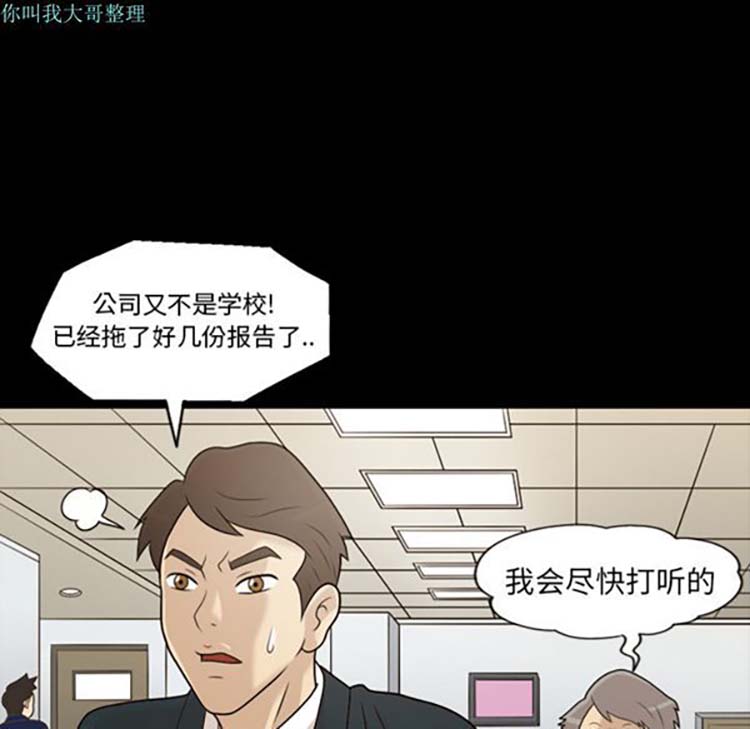 你叫我大哥整理
公司又不是学校!
已经拖了好几份报告了..
我会尽快打听的